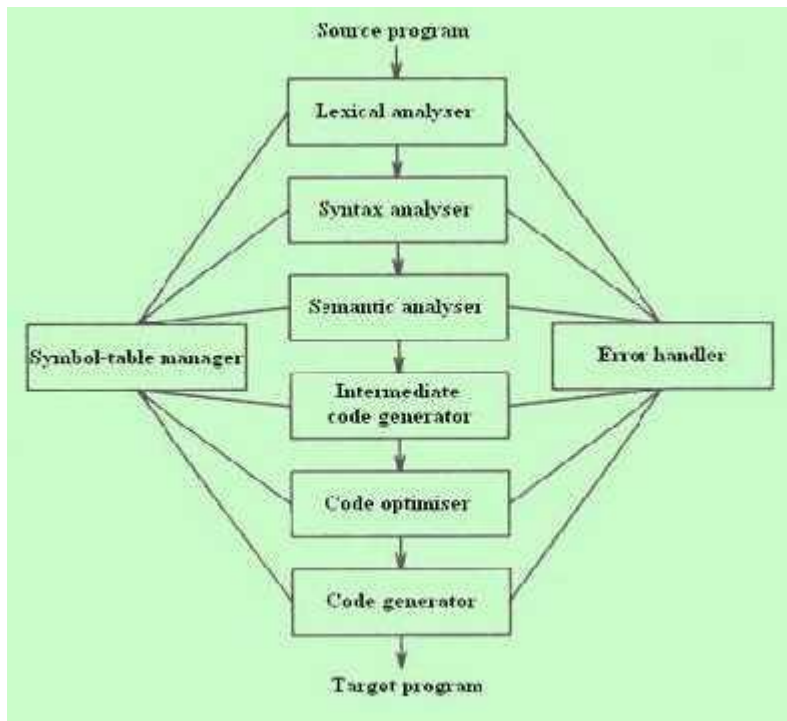 Source program
Lexical analyser
Syntax analyser
Semantic analyser
Symbol-table manager
Error handler
Intermediate
code generator
Code optimiser
Code generator
Target program